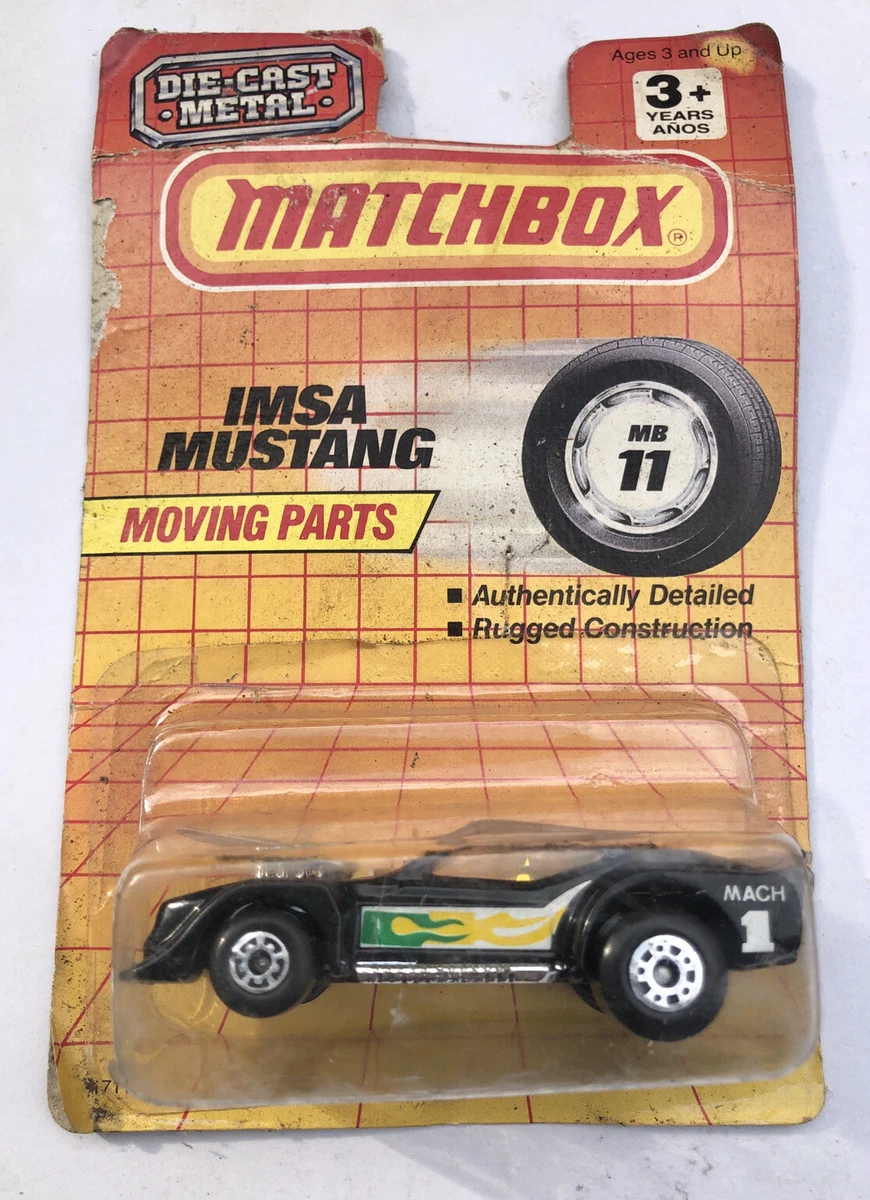 DIE-CAST
• METAL •
Ages 3 and Up
3+
YEARS
AÑOS
MATCHBOX®
IMSA
MUSTANG
MOVING PARTS
MB
11
■ Authentically Detailed
■ Rugged Construction
MACH
1